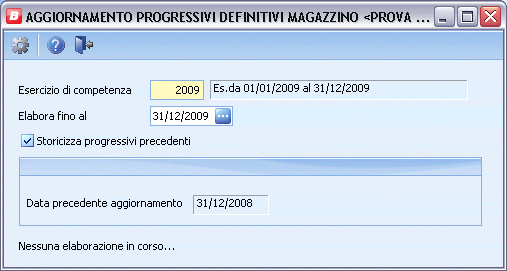 B AGGIORNAMENTO PROGRESSIVI DEFINITIVI MAGAZZINO <PROVA ...
Esercizio di competenza 2009 Es.da 01/01/2009 al 31/12/2009
Elabora fino al 31/12/2009 ...
Storicizza progressivi precedenti
Data precedente aggiornamento 31/12/2008
Nessuna elaborazione in corso...